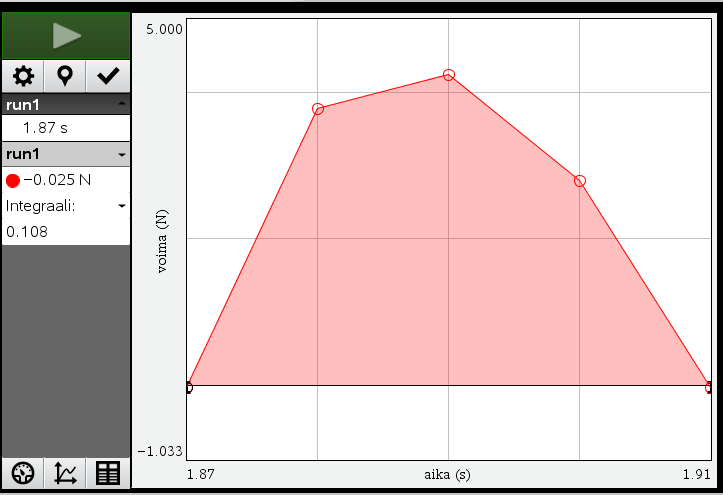 run1
1.87 s
run1
−0.025 N
Integraali:
0.108
5.000
voima (N)
−1.033
1.87
aika (s)
1.91